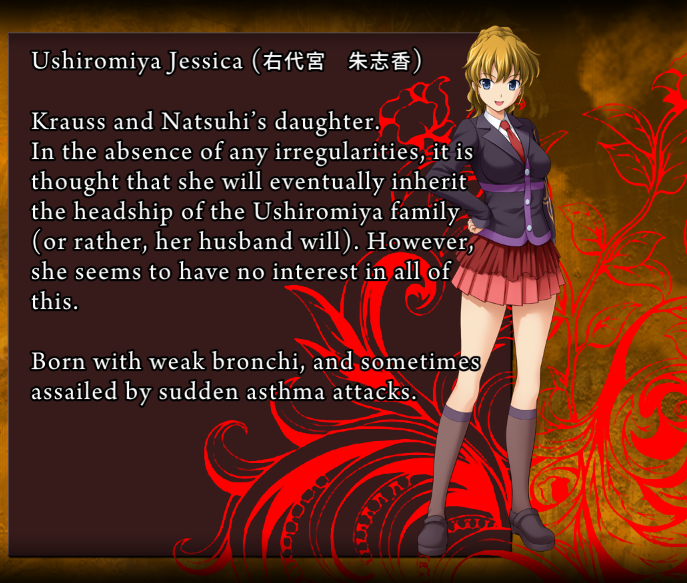 Ushiromiya Jessica (右代宮　朱志香)
Krauss and Natsuhi's daughter.
In the absence of any irregularities, it is
thought that she will eventually inherit
the headship of the Ushiromiya family
(or rather, her husband will). However,
she seems to have no interest in all of
this.
Born with weak bronchi, and sometimes
assailed by sudden asthma attacks.